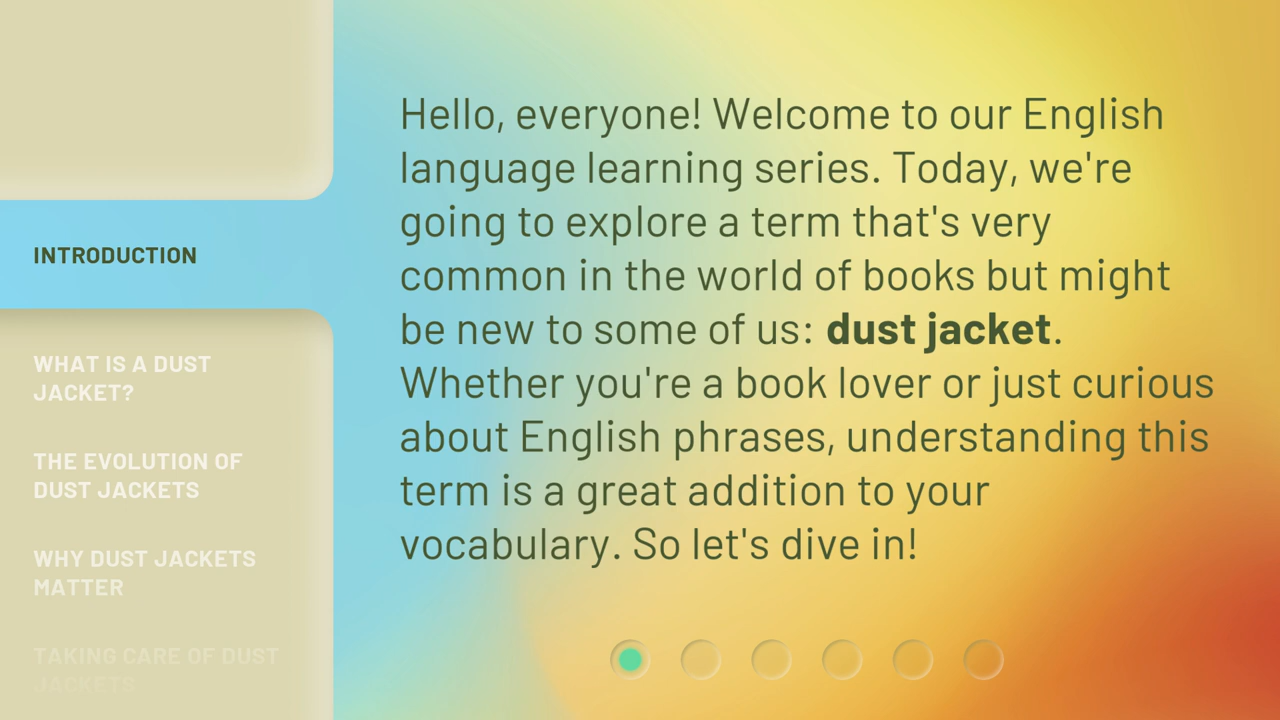 INTRODUCTION
WHAT IS A DUST
JACKET?
THE EVOLUTION OF
DUST JACKETS
WHY DUST JACKETS
MATTER
TAKING CARE OF DUST
JACKETS
Hello, everyone! Welcome to our English
language learning series. Today, we're
going to explore a term that's very
common in the world of books but might
be new to some of us: dust jacket.
Whether you're a book lover or just curious
about English phrases, understanding this
term is a great addition to your
vocabulary. So let's dive in!